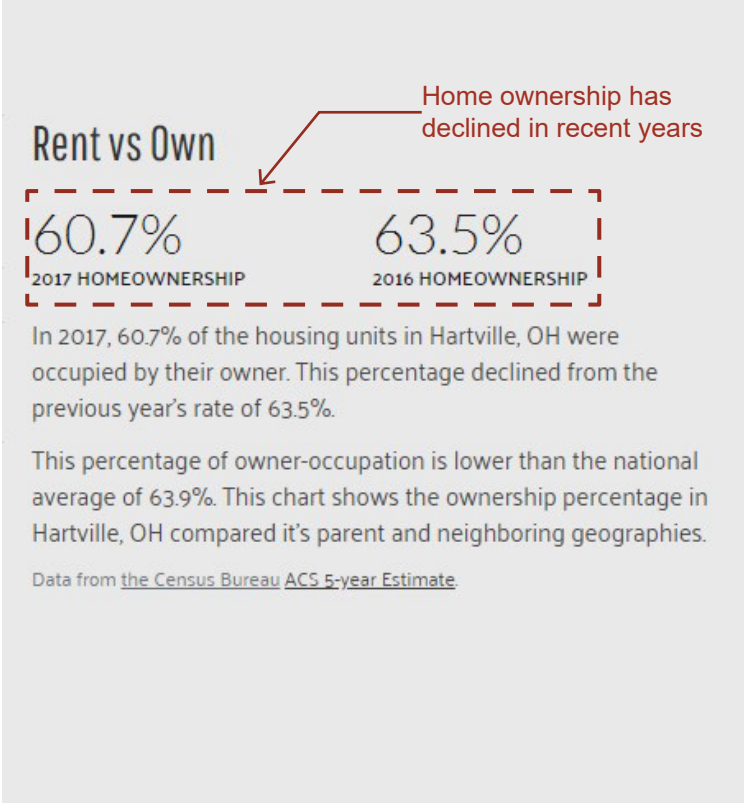 Home ownership has
declined in recent years
Rent vs Own
60.7% 63.5%
2017 HOMEOWNERSHIP 2016 HOMEOWNERSHIP
In 2017, 60.7% of the housing units in Hartville, OH were
occupied by their owner. This percentage declined from the
previous year's rate of 63.5%.
This percentage of owner-occupation is lower than the national
average of 63.9%. This chart shows the ownership percentage in
Hartville, OH compared it's parent and neighboring geographies.
Data from the Census Bureau ACS 5-year Estimate.